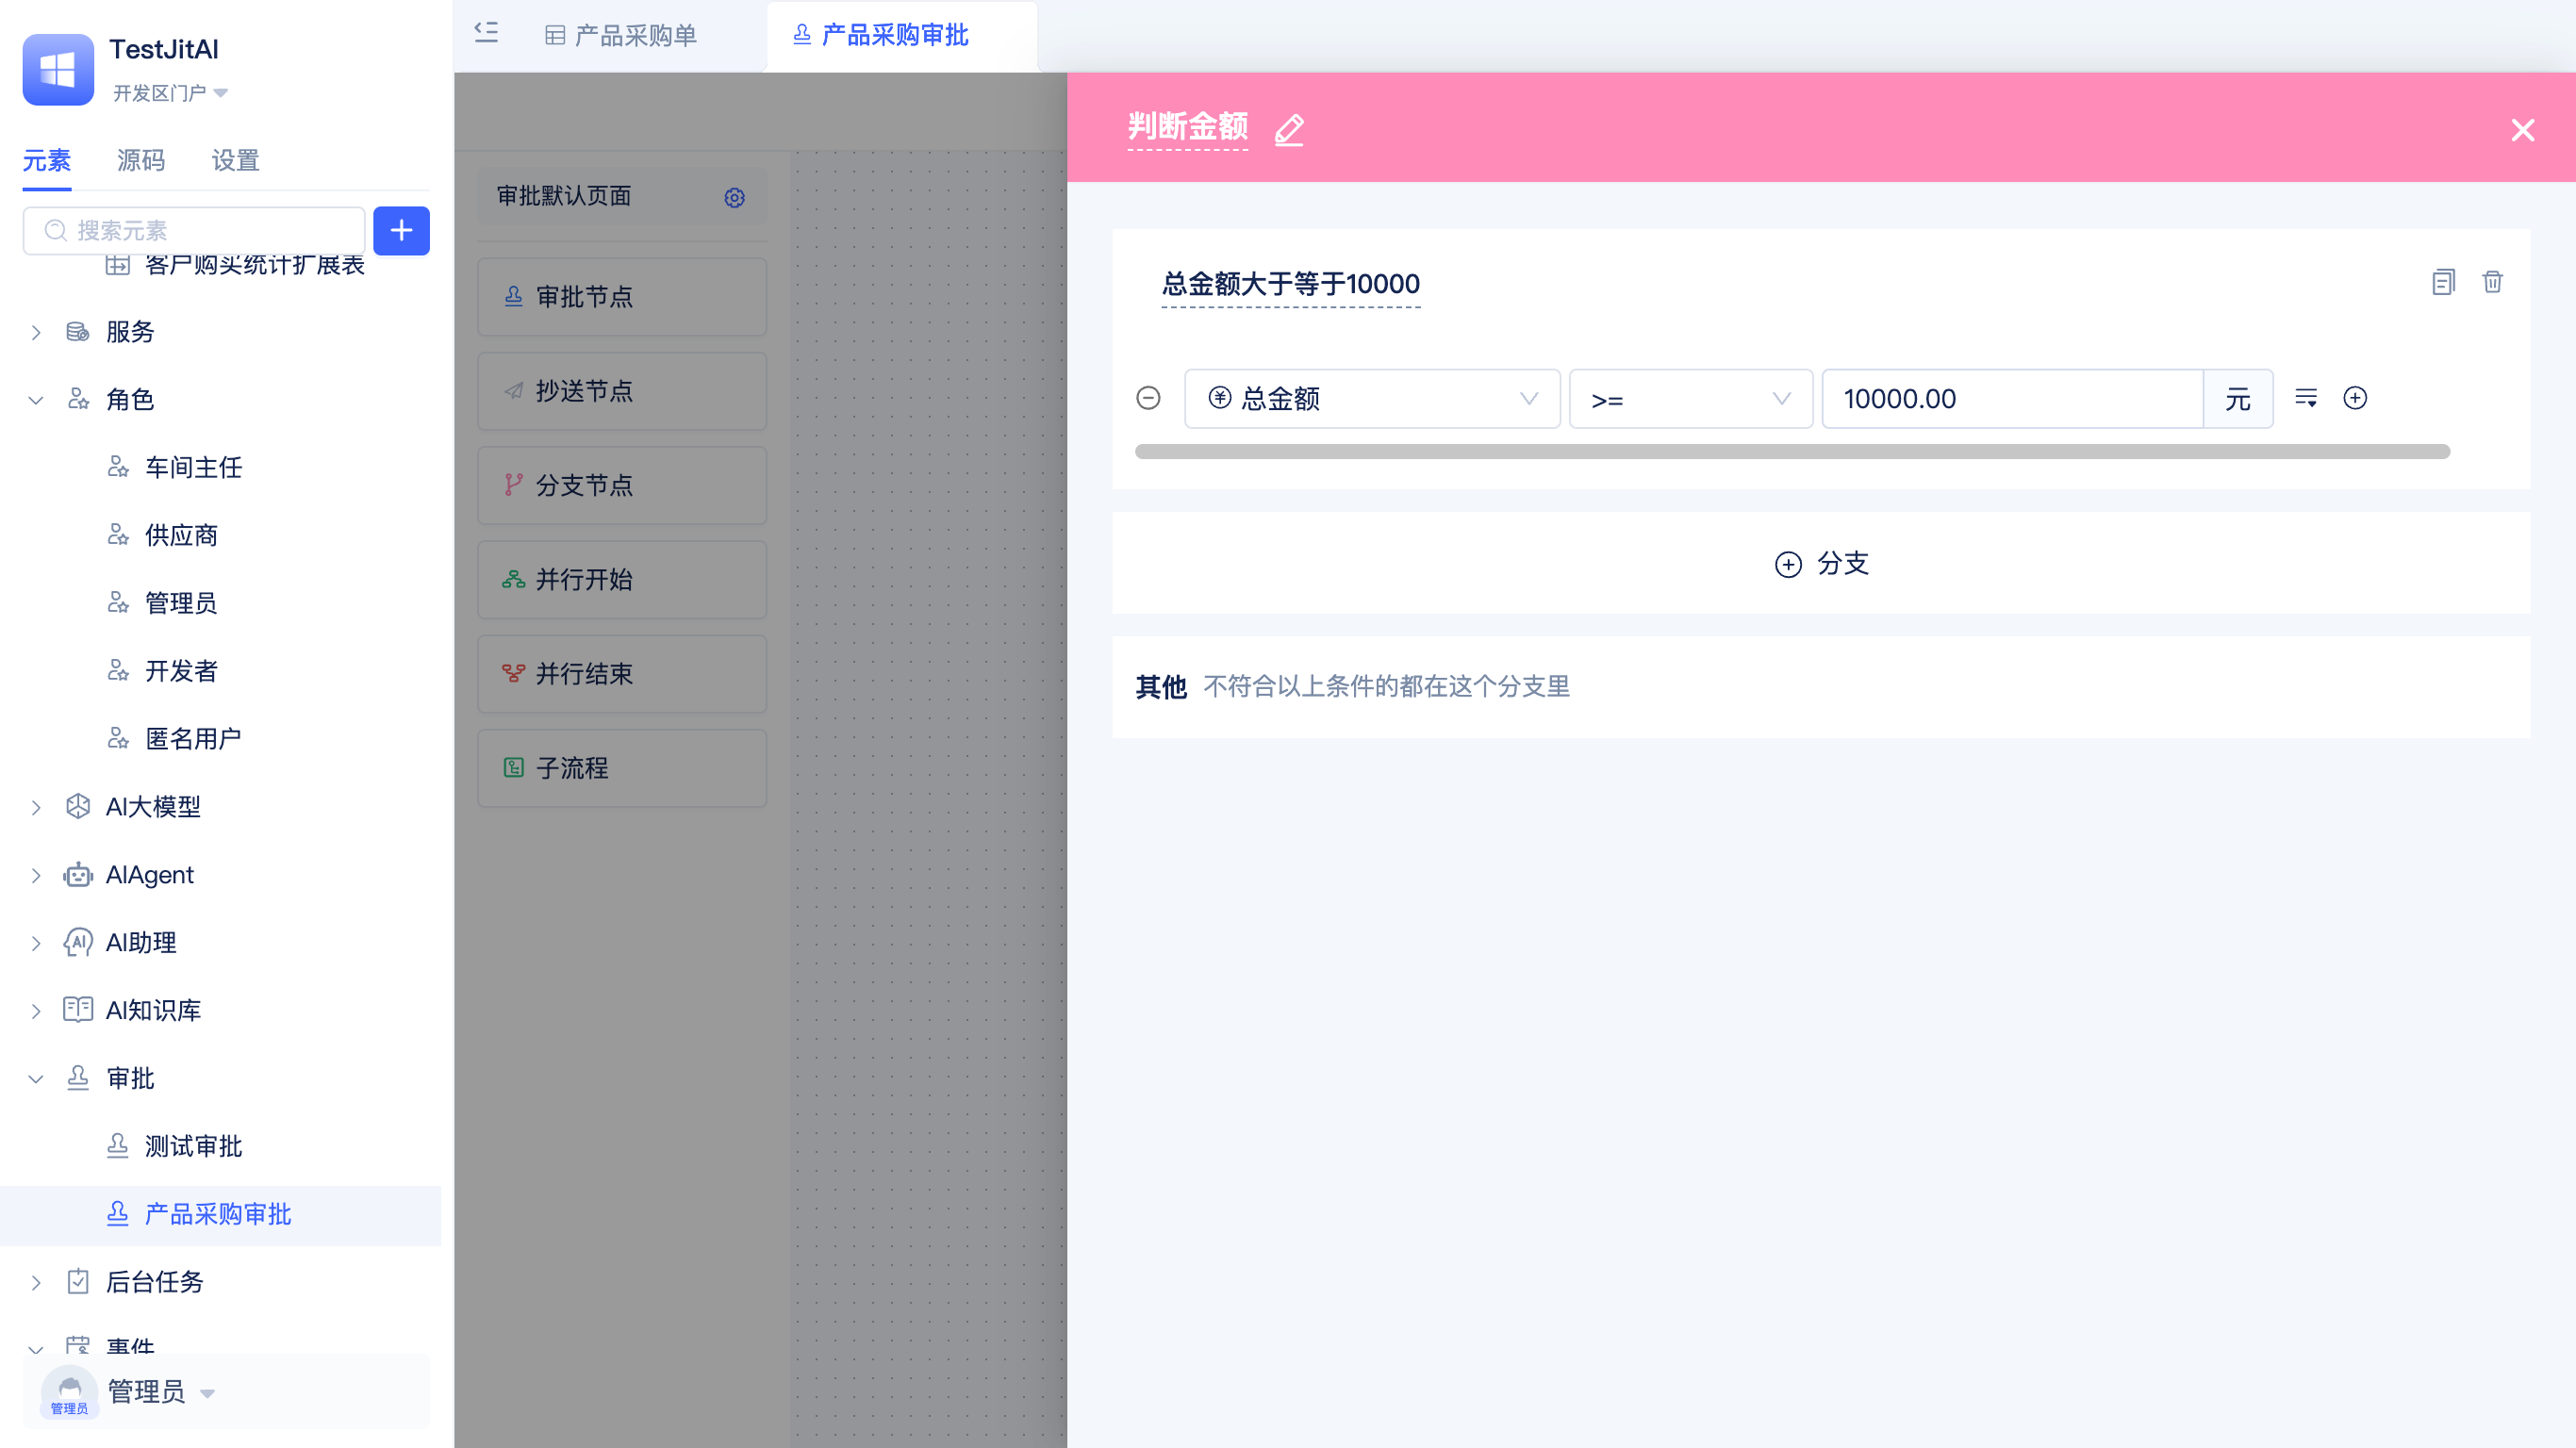 TestJitAI
开发区门户
元素
源码
设置
搜索元素
客户购买统计扩展表
服务
角色
车间主任
供应商
管理员
开发者
匿名用户
AI大模型
AIAgent
AI助理
AI知识库
审批
测试审批
产品采购审批
后台任务
事件
管理员
管理员
产品采购单
产品采购审批
审批默认页面
审批节点
抄送节点
分支节点
并行开始
并行结束
子流程
判断金额
总金额大于等于10000
总金额
>=
10000.00
元
分支
其他 不符合以上条件的都在这个分支里